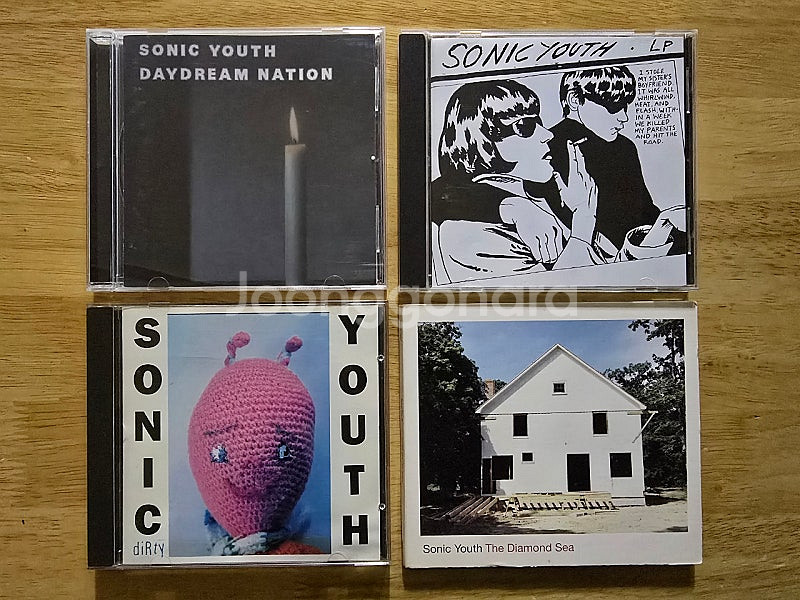 SONIC YOUTH
DAYDREAM NATION
SONIC YOUTH · LP
I STOLE
MY SISTER'S
BOYFRIEND.
IT WAS ALL
WHIRLWIND,
HEAT, AND
FLASH. WITH-
IN A WEEK
WE KILLED
MY PARENTS
AND HIT THE
ROAD.
Joonggonara
SONIC
YOUTH
diRty
Sonic Youth The Diamond Sea